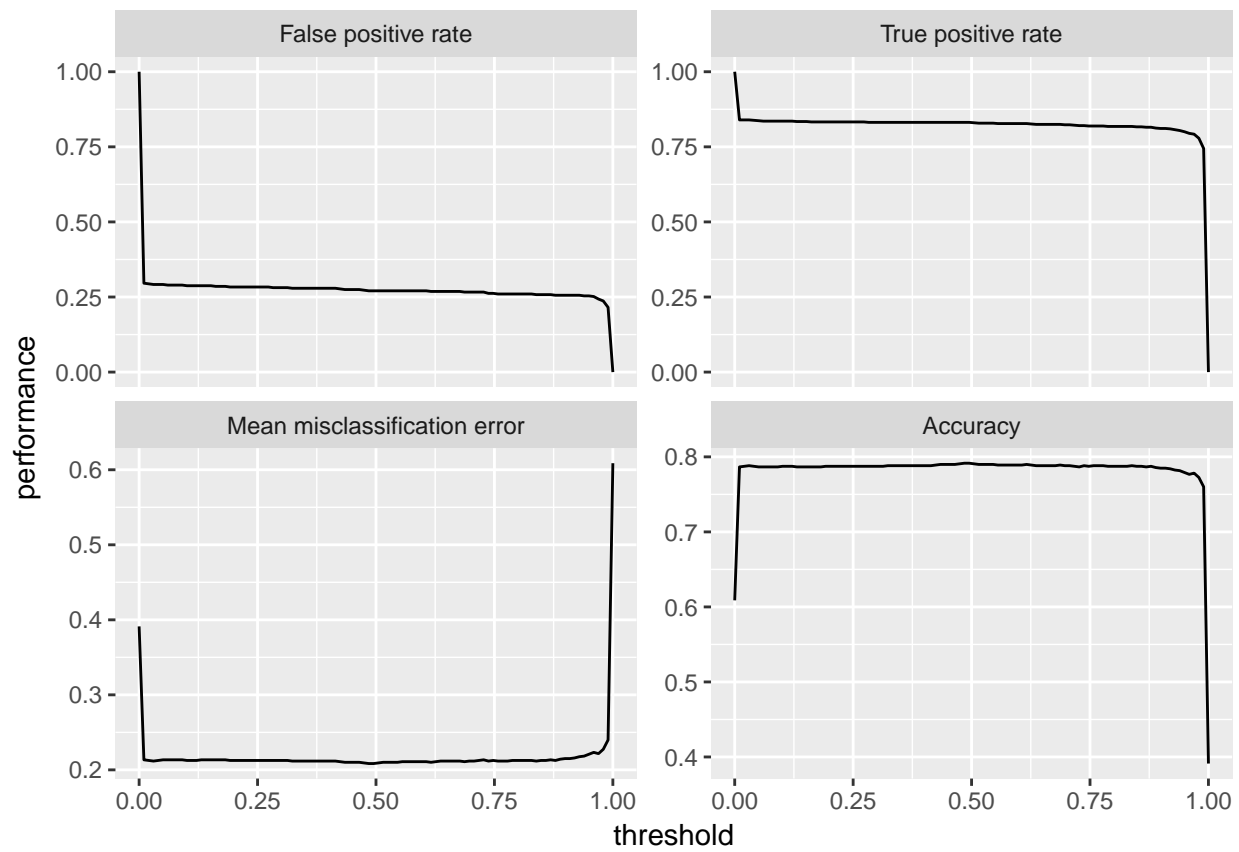 False positive rate
True positive rate
1.00
0.75
0.50
0.25
0.00
1.00
0.75
0.50
0.25
0.00
performance
Mean misclassification error
Accuracy
0.6
0.5
0.4
0.3
0.2
0.8
0.7
0.6
0.5
0.4
0.00 0.25 0.50 0.75 1.00
0.00 0.25 0.50 0.75 1.00
threshold